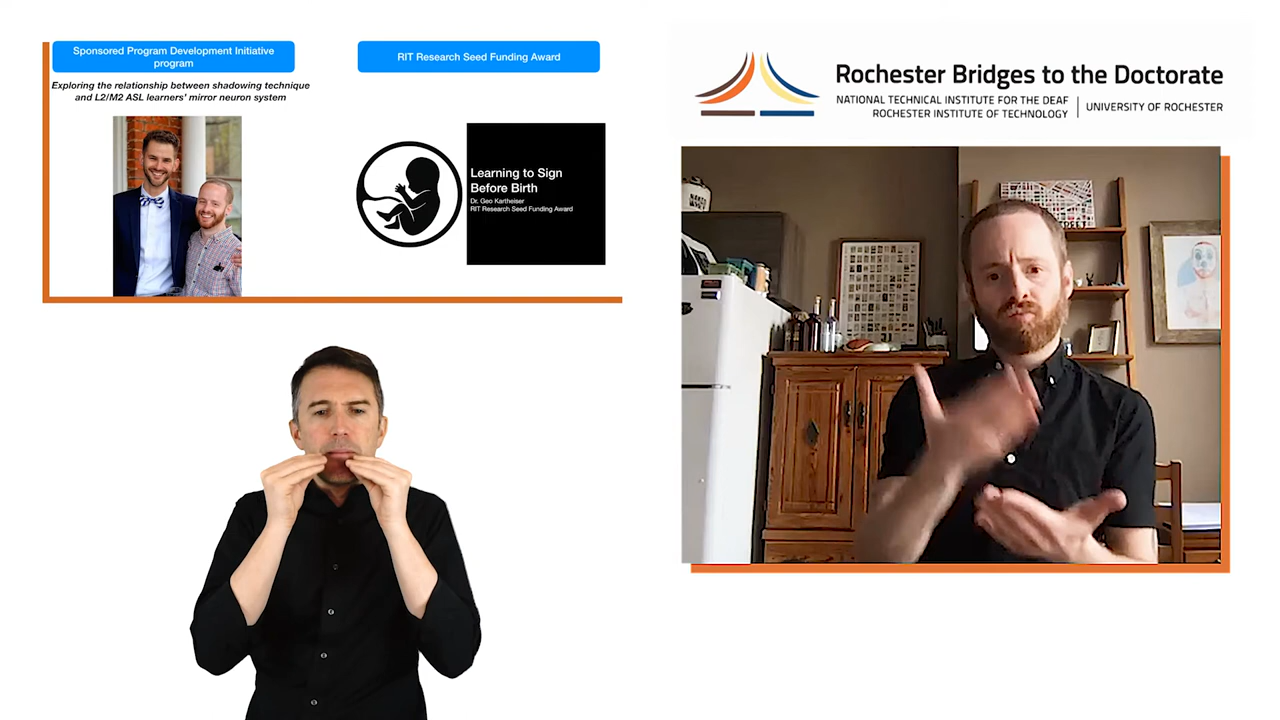 Sponsored Program Development Initiative
program
Exploring the relationship between shadowing technique
and L2/M2 ASL learners' mirror neuron system
RIT Research Seed Funding Award
Learning to Sign
Before Birth
Dr. Geo Kartheiser
RIT Research Seed Funding Award
Rochester Bridges to the Doctorate
NATIONAL TECHNICAL INSTITUTE FOR THE DEAF
ROCHESTER INSTITUTE OF TECHNOLOGY
UNIVERSITY OF ROCHESTER